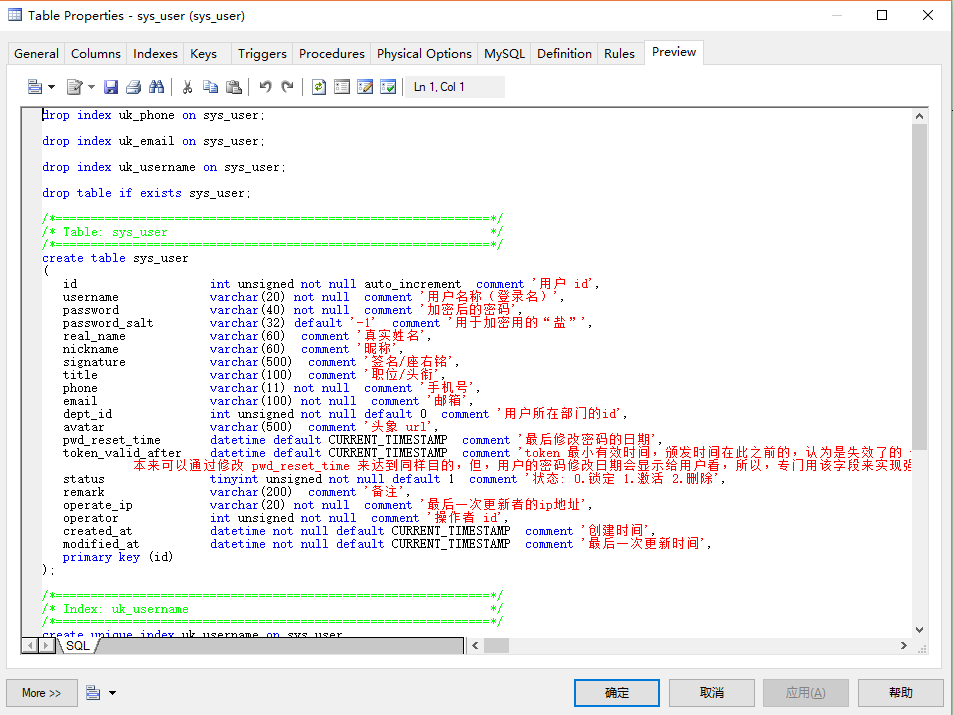 Table Properties - sys_user (sys_user)
General Columns Indexes Keys Triggers Procedures Physical Options MySQL Definition Rules Preview
Ln 1, Col 1
drop index uk_phone on sys_user;
drop index uk_email on sys_user;
drop index uk_username on sys_user;
drop table if exists sys_user;
/*==============================================================*/
/* Table: sys_user                                              */
/*==============================================================*/
create table sys_user
(
id int unsigned not null auto_increment comment '用户 id',
username varchar(20) not null comment '用户名称（登录名）',
password varchar(40) not null comment '加密后的密码',
password_salt varchar(32) default '-1' comment '用于加密用的“盐”',
real_name varchar(60) comment '真实姓名',
nickname varchar(60) comment '昵称',
signature varchar(500) comment '签名/座右铭',
title varchar(100) comment '职位/头衔',
phone varchar(11) not null comment '手机号',
email varchar(100) not null comment '邮箱',
dept_id int unsigned not null default 0 comment '用户所在部门的id',
avatar varchar(500) comment '头象 url',
pwd_reset_time datetime default CURRENT_TIMESTAMP comment '最后修改密码的日期',
token_valid_after datetime default CURRENT_TIMESTAMP comment 'token 最小有效时间，颁发时间在此之前的，认为是失效了的
本来可以通过修改 pwd_reset_time 来达到同样目的，但，用户的密码修改日期会显示给用户看，所以，专门用该字段来实现强
status tinyint unsigned not null default 1 comment '状态: 0.锁定 1.激活 2.删除',
remark varchar(200) comment '备注',
operate_ip varchar(20) not null comment '最后一次更新者的ip地址',
operator int unsigned not null comment '操作者 id',
created_at datetime not null default CURRENT_TIMESTAMP comment '创建时间',
modified_at datetime not null default CURRENT_TIMESTAMP comment '最后一次更新时间',
primary key (id)
);
/*==============================================================*/
/* Index: uk_username                                           */
/*==============================================================*/
create unique index uk_username on sys_user
SQL
More >> 确定 取消 应用(A) 帮助